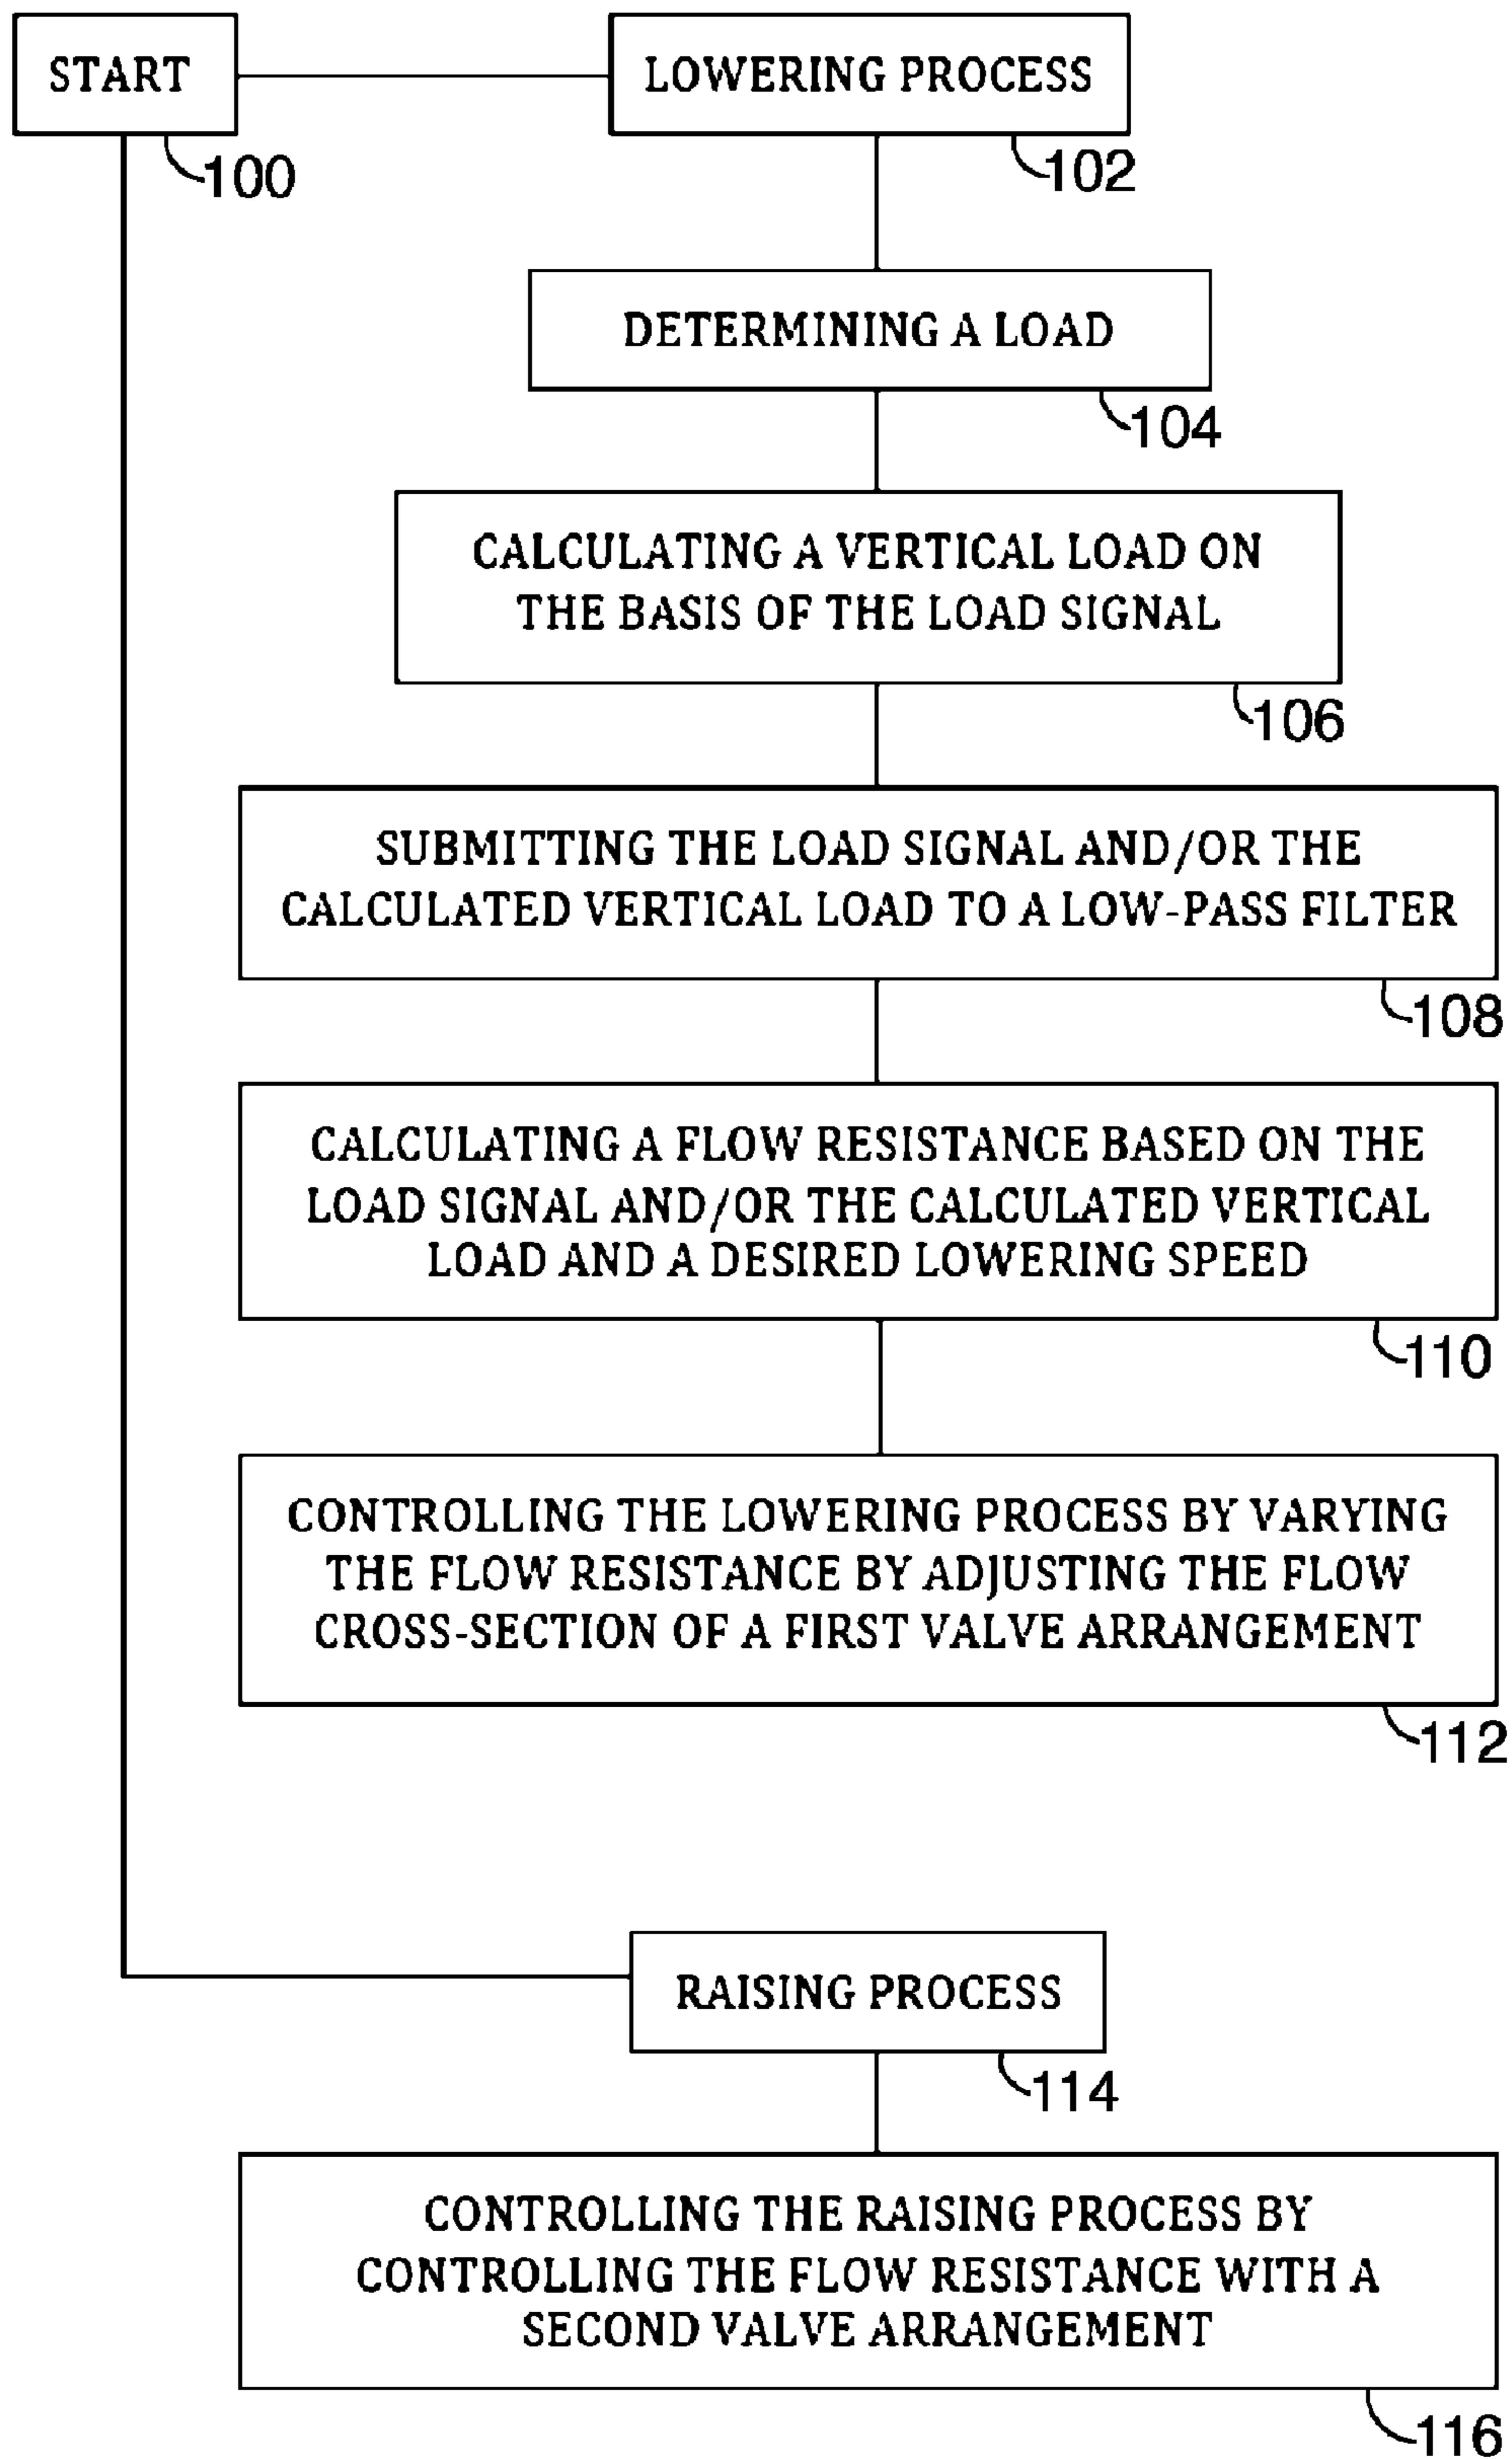 START
LOWERING PROCESS
100
102
DETERMINING A LOAD
104
CALCULATING A VERTICAL LOAD ON
THE BASIS OF THE LOAD SIGNAL
106
SUBMITTING THE LOAD SIGNAL AND/OR THE
CALCULATED VERTICAL LOAD TO A LOW-PASS FILTER
108
CALCULATING A FLOW RESISTANCE BASED ON THE
LOAD SIGNAL AND/OR THE CALCULATED VERTICAL
LOAD AND A DESIRED LOWERING SPEED
110
CONTROLLING THE LOWERING PROCESS BY VARYING
THE FLOW RESISTANCE BY ADJUSTING THE FLOW
CROSS-SECTION OF A FIRST VALVE ARRANGEMENT
112
RAISING PROCESS
114
CONTROLLING THE RAISING PROCESS BY
CONTROLLING THE FLOW RESISTANCE WITH A
SECOND VALVE ARRANGEMENT
116